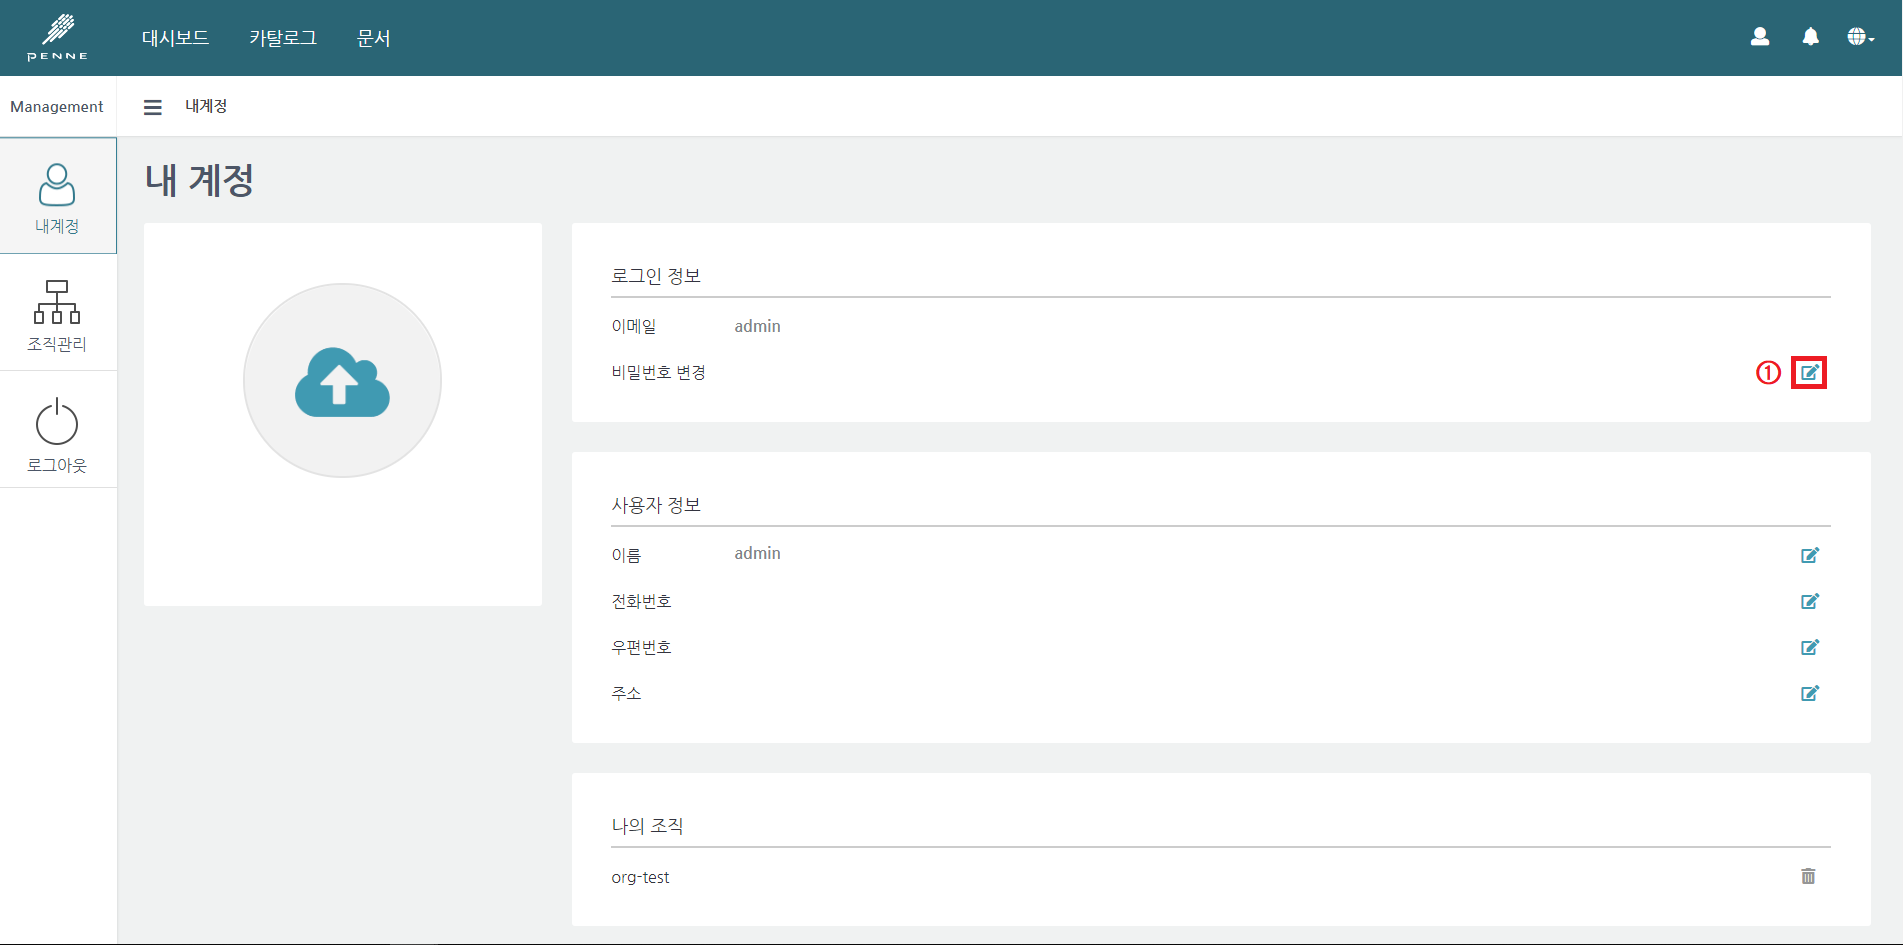 PENNE
대시보드 카탈로그 문서
Management
내계정
내계정
조직관리
로그아웃
내 계정
로그인 정보
이메일 admin
비밀번호 변경 ①
사용자 정보
이름 admin
전화번호
우편번호
주소
나의 조직
org-test